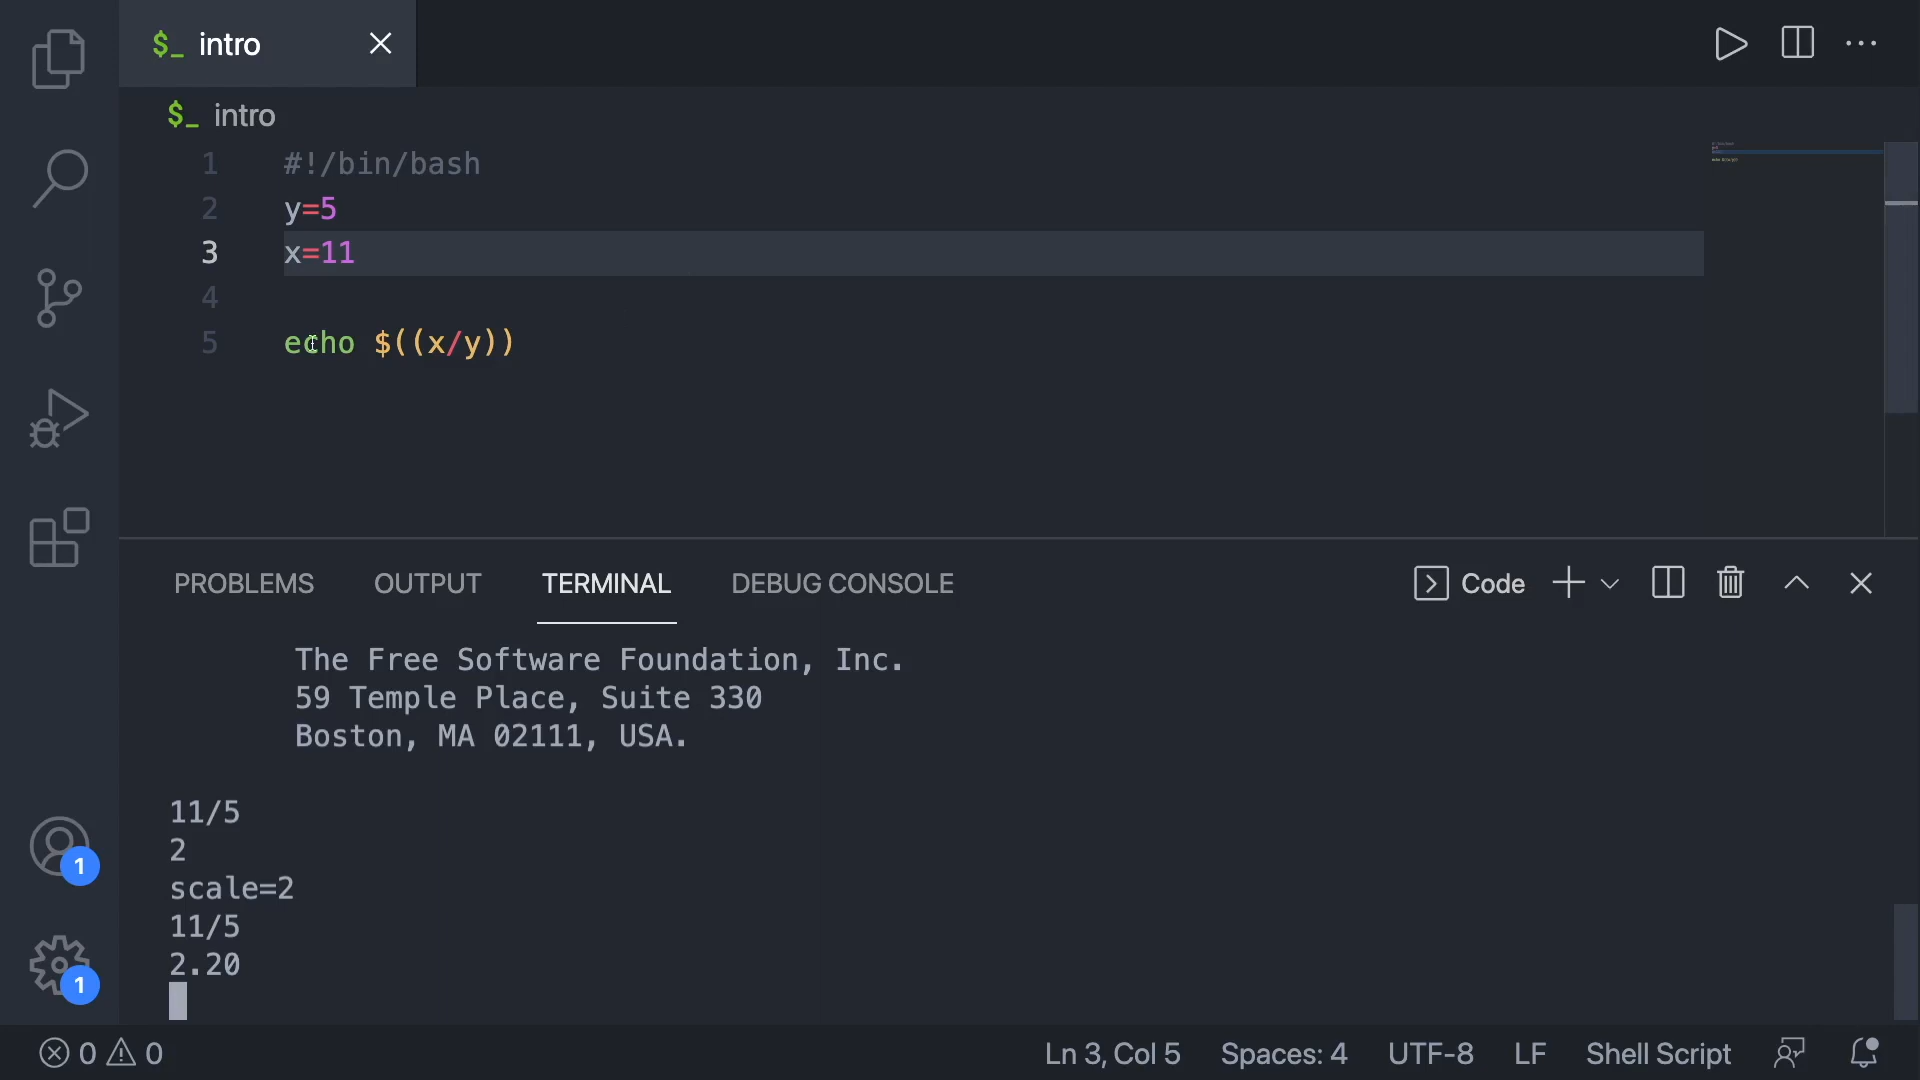 $_ intro
$_ intro
1 #!/bin/bash
2 y=5
3 x=11
4
5 echo $((x/y))
PROBLEMS OUTPUT TERMINAL DEBUG CONSOLE Code
The Free Software Foundation, Inc.
59 Temple Place, Suite 330
Boston, MA 02111, USA.
11/5
2
scale=2
11/5
2.20
1
1
0 0 Ln 3, Col 5 Spaces: 4 UTF-8 LF Shell Script